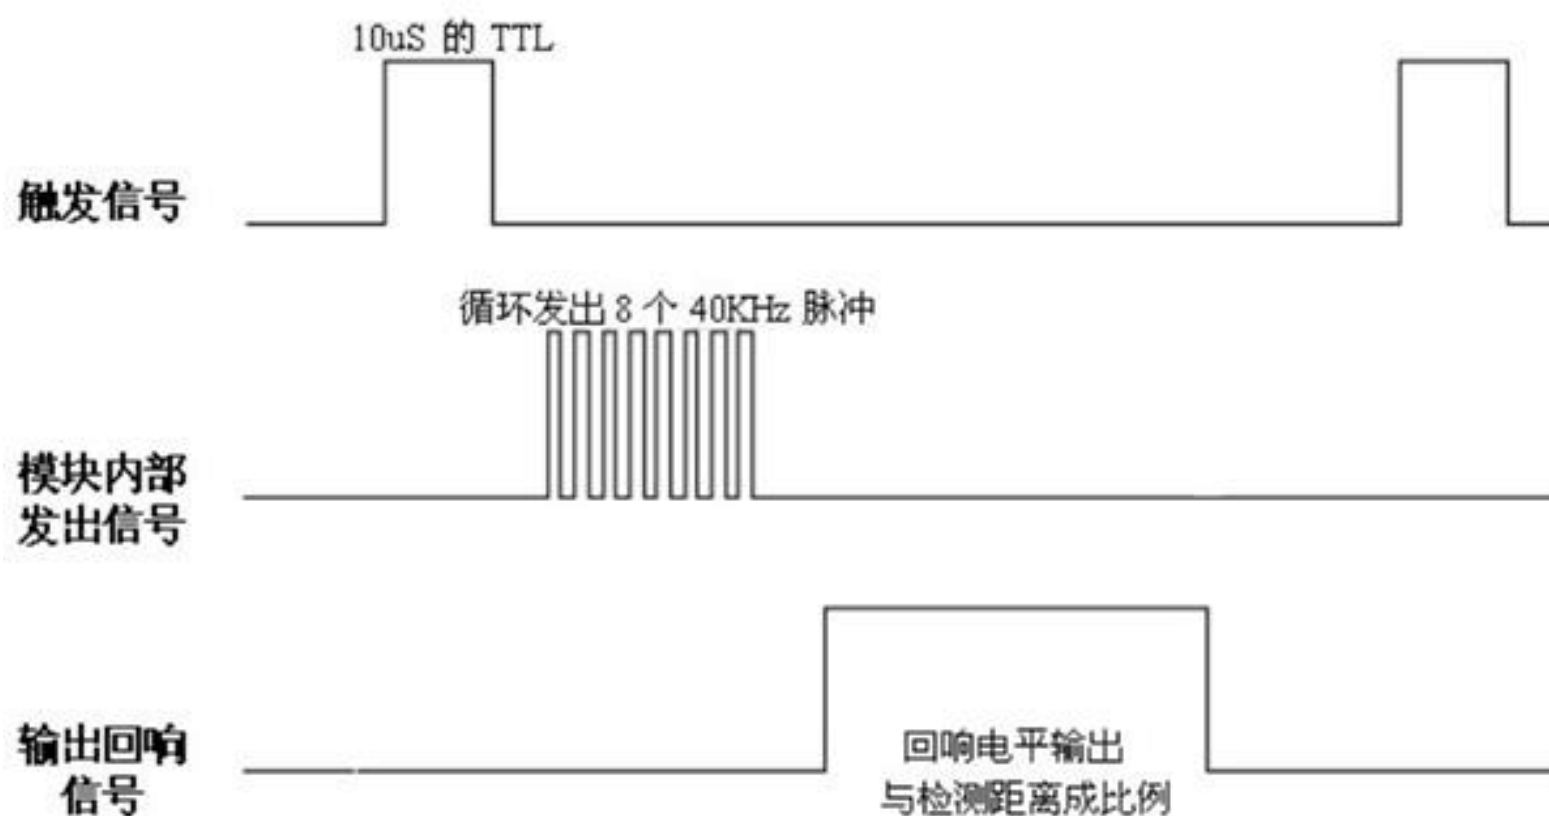 10uS 的 TTL
触发信号
循环发出 8 个 40KHz 脉冲
模块内部
发出信号
输出回响
信号
回响电平输出
与检测距离成比例